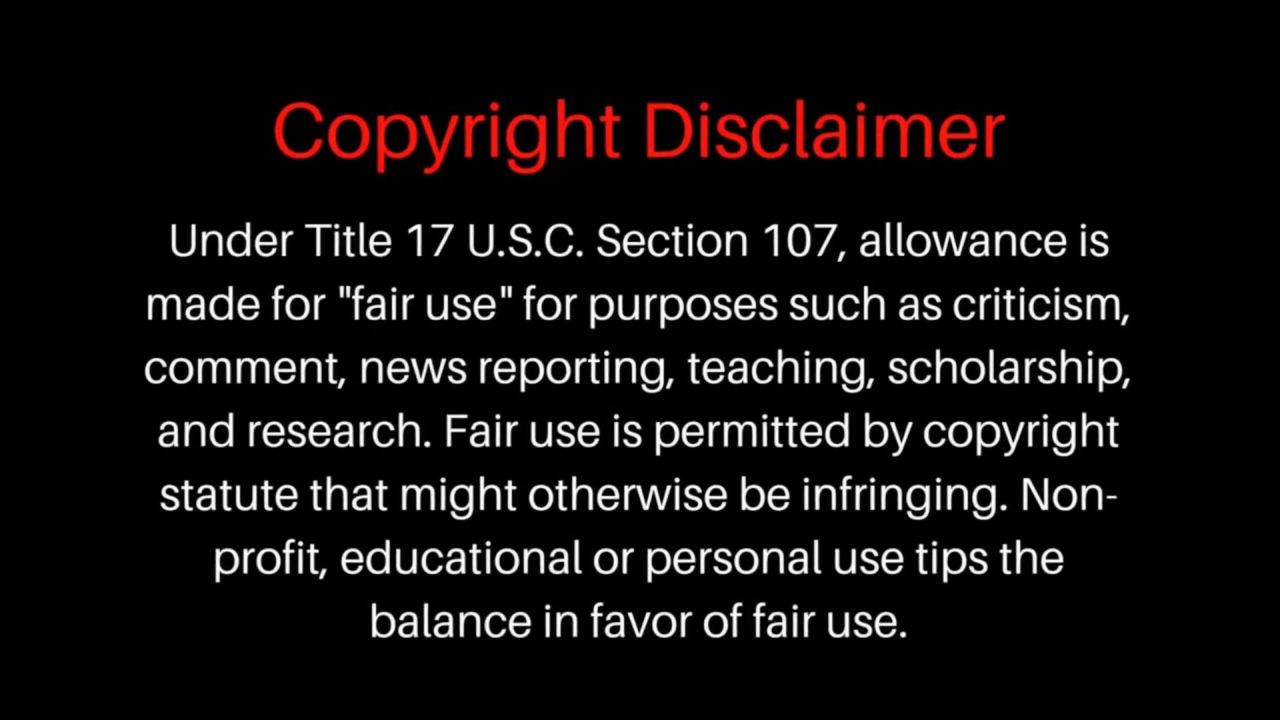 Copyright Disclaimer
Under Title 17 U.S.C. Section 107, allowance is
made for "fair use" for purposes such as criticism,
comment, news reporting, teaching, scholarship,
and research. Fair use is permitted by copyright
statute that might otherwise be infringing. Non-
profit, educational or personal use tips the
balance in favor of fair use.